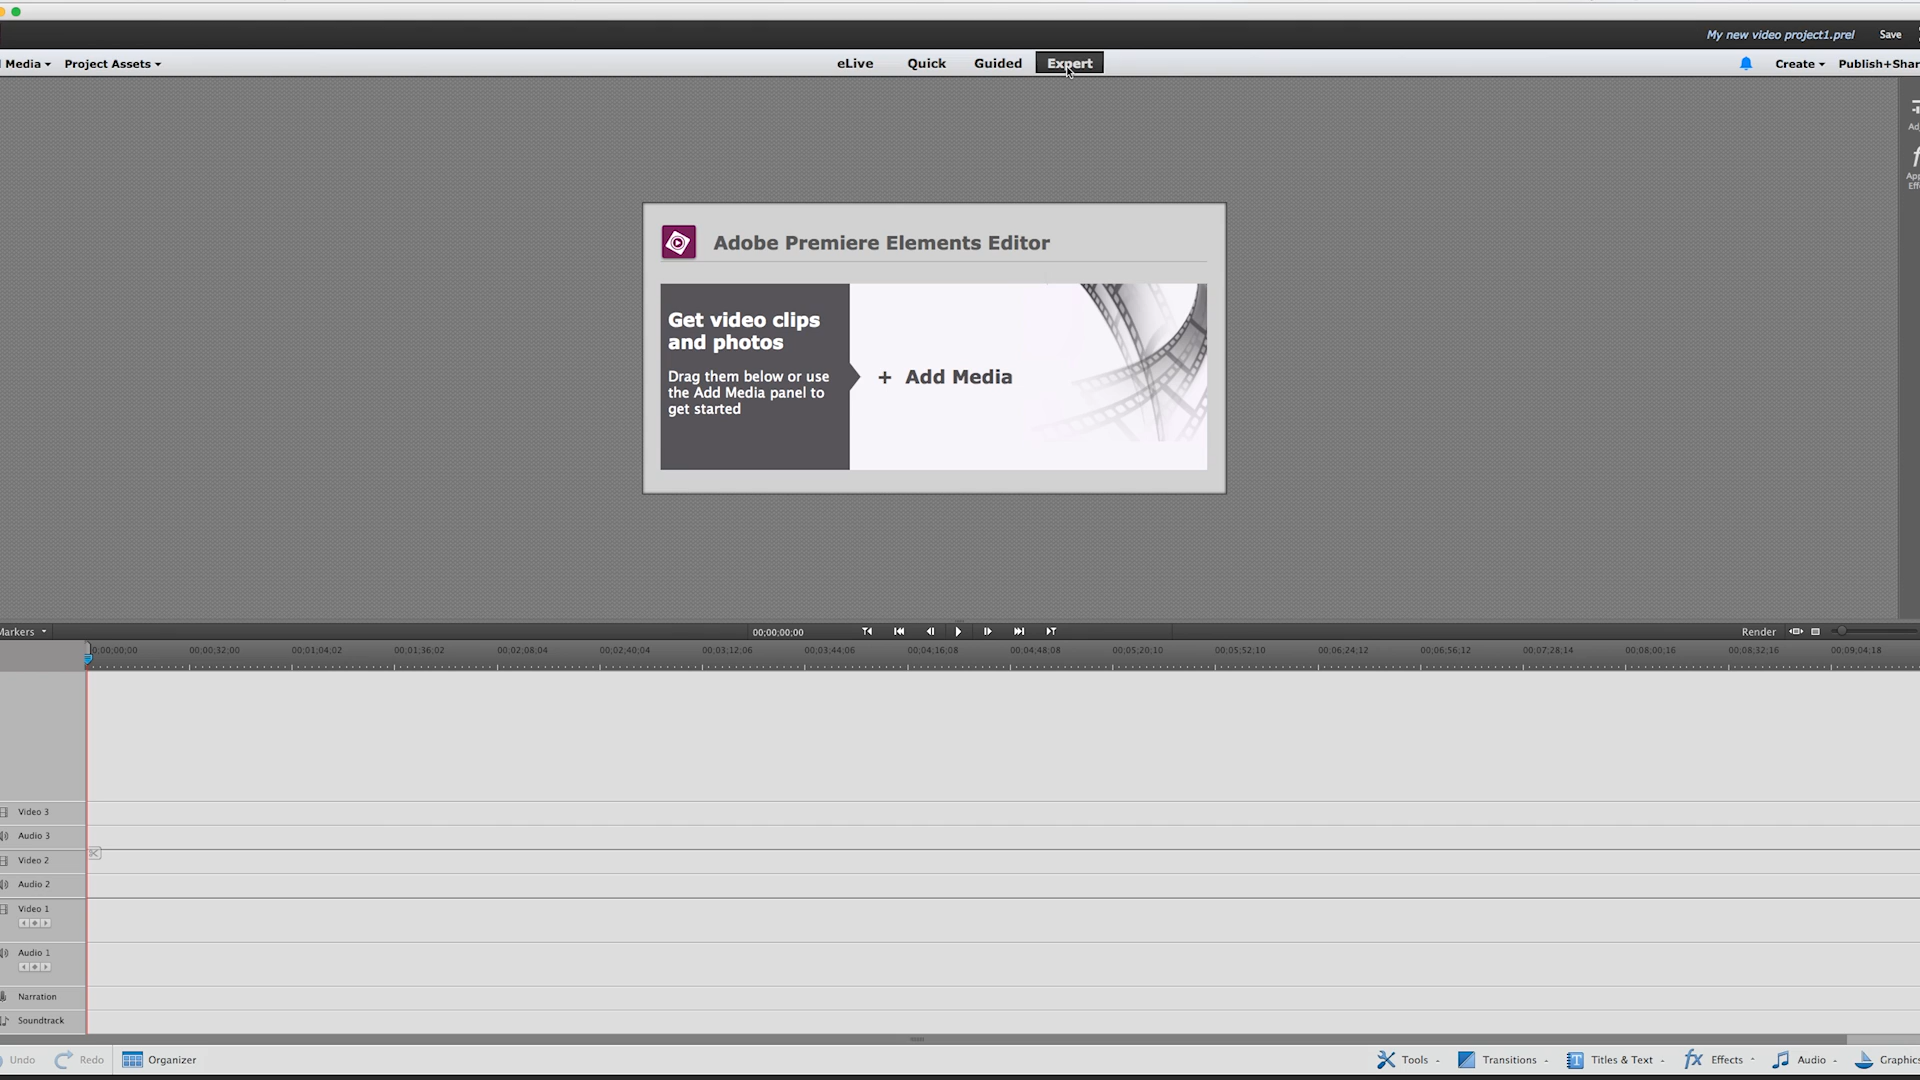 My new video project1.prel
Save
Media
Project Assets
eLive
Quick
Guided
Expert
Create
Publish+Shar
Ad
App
Eff
Adobe Premiere Elements Editor
Get video clips
and photos
Drag them below or use
the Add Media panel to
get started
+ Add Media
Markers
00;00;00;00
Render
0;00;00;00
00;00;32;00
00;01;04;02
00;01;36;02
00;02;08;04
00;02;40;04
00;03;12;06
00;03;44;06
00;04;16;08
00;04;48;08
00;05;20;10
00;05;52;10
00;06;24;12
00;06;56;12
00;07;28;14
00;08;00;16
00;08;32;16
00;09;04;18
Video 3
Audio 3
Video 2
Audio 2
Video 1
Audio 1
Narration
Soundtrack
Undo
Redo
Organizer
Tools
Transitions
Titles & Text
Effects
Audio
Graphics